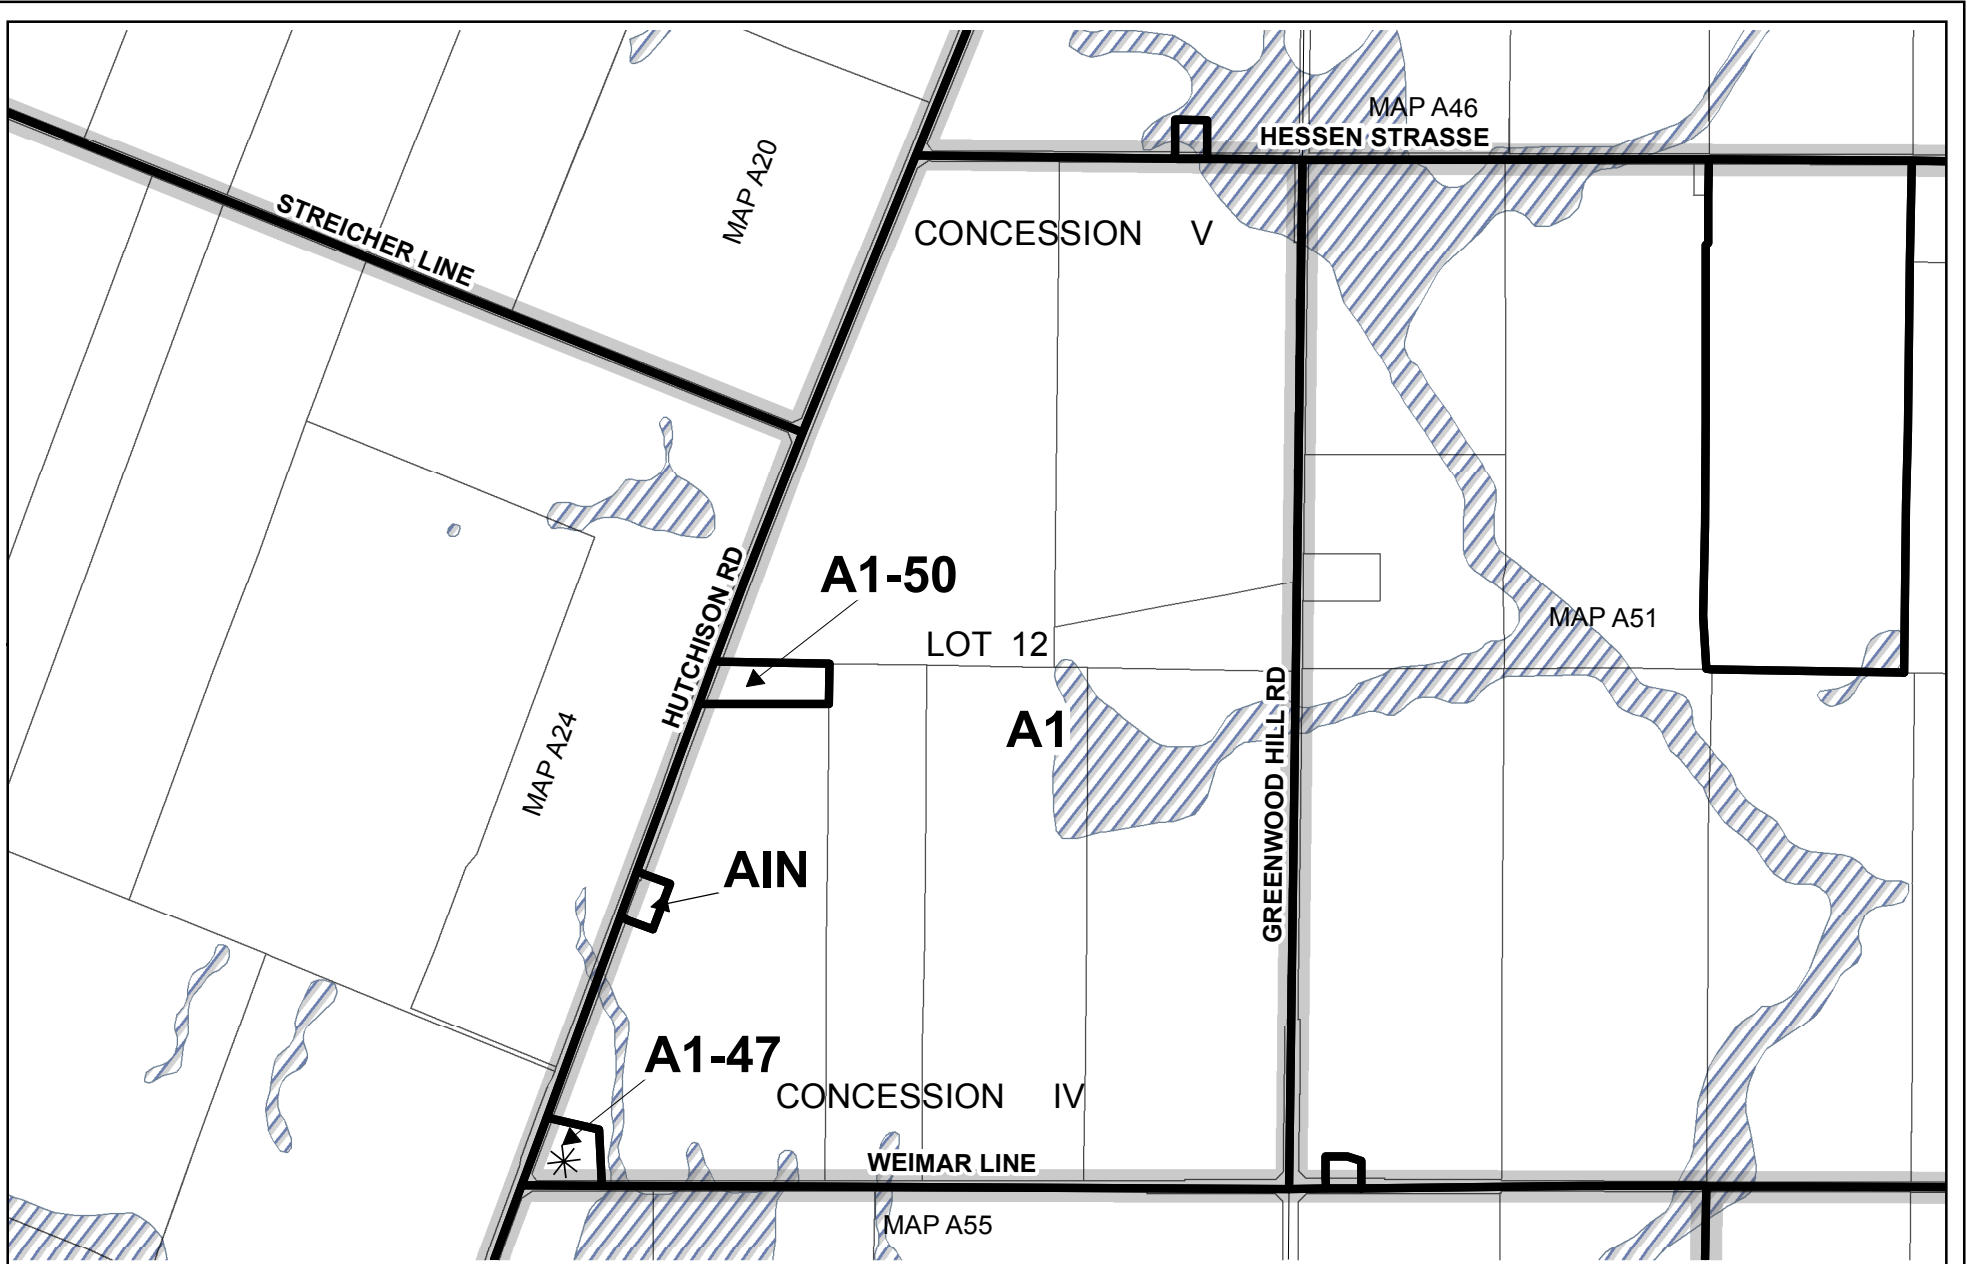 MAP A46
HESSEN STRASSE
MAP A20
STREICHER LINE
CONCESSION V
HUTCHISON RD
A1-50
LOT 12
MAP A51
A1
MAP A24
GREENWOOD HILL RD
AIN
A1-47
CONCESSION IV
WEIMAR LINE
MAP A55